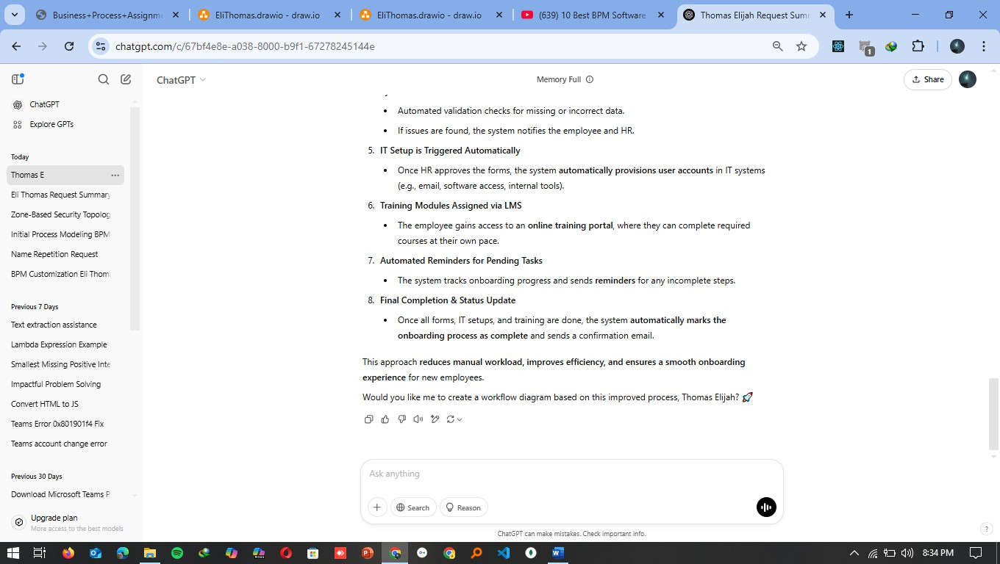 Business+Process+Assignme
EliThomas.drawio - draw.io
EliThomas.drawio - draw.io
(639) 10 Best BPM Software
Thomas Elijah Request Summ
chatgpt.com/c/67bf4e8e-a038-8000-b9f1-67278245144e
1
ChatGPT
Memory Full
Share
ChatGPT
Explore GPTs
Today
Thomas E
Eli Thomas Request Summary
Zone-Based Security Topolog
Initial Process Modeling BPM
Name Repetition Request
BPM Customization Eli Thoma
Previous 7 Days
Text extraction assistance
Lambda Expression Example
Smallest Missing Positive Inte
Impactful Problem Solving
Convert HTML to JS
Teams Error 0x801901f4 Fix
Teams account change error
Previous 30 Days
Download Microsoft Teams P
Upgrade plan
More access to the best models
• Automated validation checks for missing or incorrect data.
• If issues are found, the system notifies the employee and HR.
5. IT Setup is Triggered Automatically
• Once HR approves the forms, the system automatically provisions user accounts in IT systems
(e.g., email, software access, internal tools).
6. Training Modules Assigned via LMS
• The employee gains access to an online training portal, where they can complete required
courses at their own pace.
7. Automated Reminders for Pending Tasks
• The system tracks onboarding progress and sends reminders for any incomplete steps.
8. Final Completion & Status Update
• Once all forms, IT setups, and training are done, the system automatically marks the
onboarding process as complete and sends a confirmation email.
This approach reduces manual workload, improves efficiency, and ensures a smooth onboarding
experience for new employees.
Would you like me to create a workflow diagram based on this improved process, Thomas Elijah? 🚀
Ask anything
Search
Reason
ChatGPT can make mistakes. Check important info.
?
8:34 PM